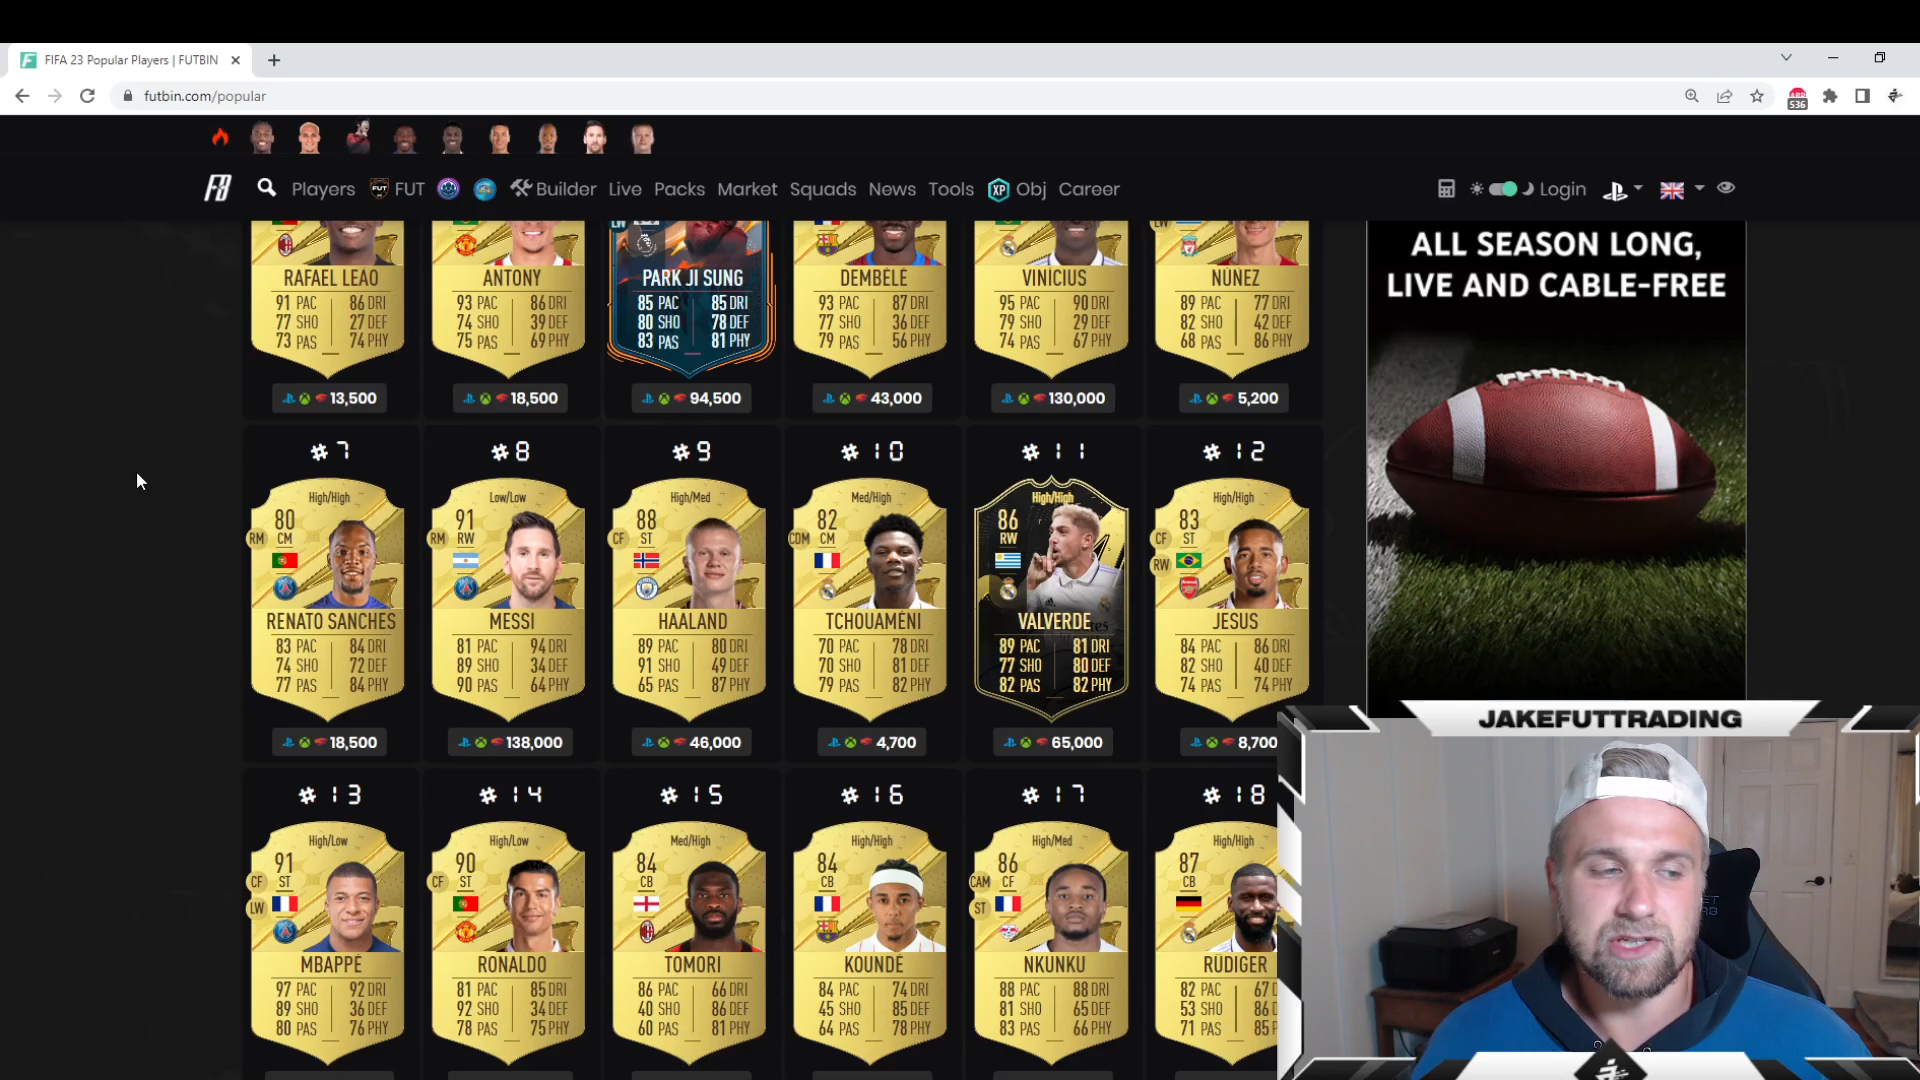 FIFA 23 Popular Players | FUTBIN
futbin.com/popular
536
Players FUT Builder Live Packs Market Squads News Tools XP Obj Career Login
RAFAEL LEAO
91 PAC 86 DRI
77 SHO 27 DEF
73 PAS 74 PHY
13,500
ANTONY
93 PAC 86 DRI
74 SHO 39 DEF
75 PAS 69 PHY
18,500
LW
PARK JI SUNG
85 PAC 85 DRI
80 SHO 78 DEF
83 PAS 81 PHY
94,500
DEMBÉLÉ
93 PAC 87 DRI
77 SHO 36 DEF
79 PAS 56 PHY
43,000
VINÍCIUS
95 PAC 90 DRI
79 SHO 29 DEF
74 PAS 67 PHY
130,000
LW
NÚÑEZ
89 PAC 77 DRI
82 SHO 42 DEF
68 PAS 86 PHY
5,200
ALL SEASON LONG,
LIVE AND CABLE-FREE
#7
High/High
80
CM
RM
RENATO SANCHES
83 PAC 84 DRI
74 SHO 72 DEF
77 PAS 84 PHY
18,500
#8
Low/Low
91
RW
RM
MESSI
81 PAC 94 DRI
89 SHO 34 DEF
90 PAS 64 PHY
138,000
#9
High/Med
88
ST
CF
HAALAND
89 PAC 80 DRI
91 SHO 49 DEF
65 PAS 87 PHY
46,000
#10
Med/High
82
CM
CDM
TCHOUAMÉNI
70 PAC 78 DRI
70 SHO 81 DEF
79 PAS 82 PHY
4,700
#11
High/High
86
RW
VALVERDE
89 PAC 81 DRI
77 SHO 80 DEF
82 PAS 82 PHY
65,000
#12
High/High
83
ST
CF
RW
JESUS
84 PAC 86 DRI
82 SHO 40 DEF
74 PAS 74 PHY
8,700
#13
High/Low
91
ST
CF
LW
MBAPPÉ
97 PAC 92 DRI
89 SHO 36 DEF
80 PAS 76 PHY
#14
High/Low
90
ST
CF
RONALDO
81 PAC 85 DRI
92 SHO 34 DEF
78 PAS 75 PHY
#15
Med/High
84
CB
TOMORI
86 PAC 66 DRI
40 SHO 86 DEF
60 PAS 81 PHY
#16
High/High
84
CB
KOUNDÉ
84 PAC 74 DRI
45 SHO 85 DEF
64 PAS 78 PHY
#17
High/Med
86
CF
CAM
ST
NKUNKU
88 PAC 88 DRI
81 SHO 65 DEF
83 PAS 66 PHY
#18
High/High
87
CB
RÜDIGER
82 PAC 67 D
53 SHO 86 D
71 PAS 85 P
JAKEFUTTRADING